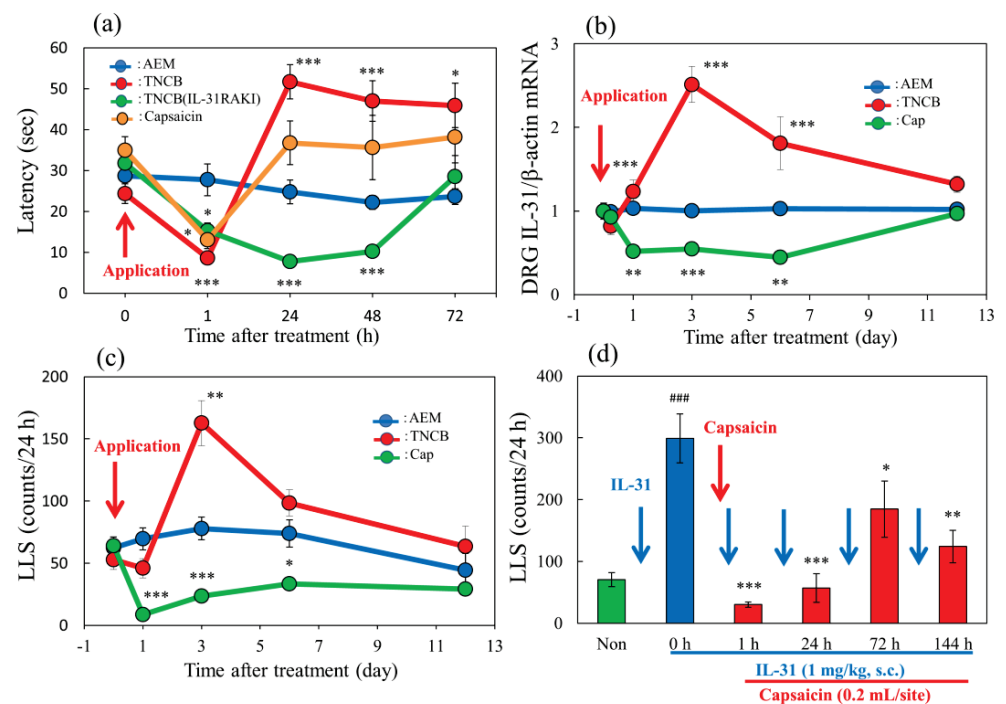 (a)
60
50
40
30
20
10
0
Latency (sec)
:AEM
:TNCB
:TNCB(IL-31RAKI)
:Capsaicin
***
***
*
*
*
Application
***
***
***
0
1
24
48
72
Time after treatment (h)
(b)
3
2
1
0
DRG IL-31/β-actin mRNA
:AEM
:TNCB
:Cap
Application
***
***
***
**
***
**
-1
1
3
5
7
9
11
13
Time after treatment (day)
(c)
200
150
100
50
0
LLS (counts/24 h)
:AEM
:TNCB
:Cap
Application
**
***
***
*
-1
1
3
5
7
9
11
13
Time after treatment (day)
(d)
400
300
200
100
0
LLS (counts/24 h)
###
Capsaicin
IL-31
***
***
*
**
Non
0 h
1 h
24 h
72 h
144 h
IL-31 (1 mg/kg, s.c.)
Capsaicin (0.2 mL/site)